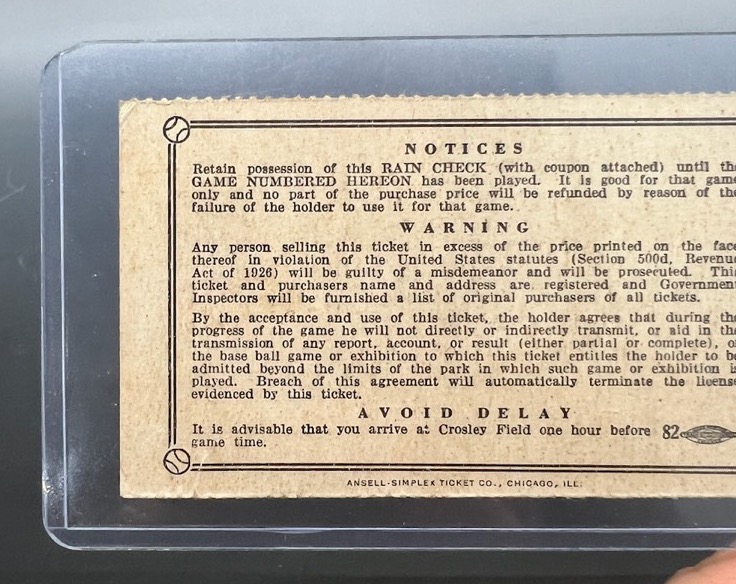 NOTICES
Retain possession of this RAIN CHECK (with coupon attached) until the
GAME NUMBERED HEREON has been played. It is good for that game
only and no part of the purchase price will be refunded by reason of the
failure of the holder to use it for that game.
WARNING
Any person selling this ticket in excess of the price printed on the face
thereof in violation of the United States statutes (Section 500d, Revenue
Act of 1926) will be guilty of a misdemeanor and will be prosecuted. This
ticket and purchasers name and address are registered and Government
Inspectors will be furnished a list of original purchasers of all tickets.
By the acceptance and use of this ticket, the holder agrees that during the
progress of the game he will not directly or indirectly transmit, or aid in the
transmission of any report, account, or result (either partial or complete), of
the base ball game or exhibition to which this ticket entitles the holder to be
admitted beyond the limits of the park in which such game or exhibition is
played. Breach of this agreement will automatically terminate the license
evidenced by this ticket.
AVOID DELAY
It is advisable that you arrive at Crosley Field one hour before 82
game time.
ANSELL-SIMPLEX TICKET CO., CHICAGO, ILL.